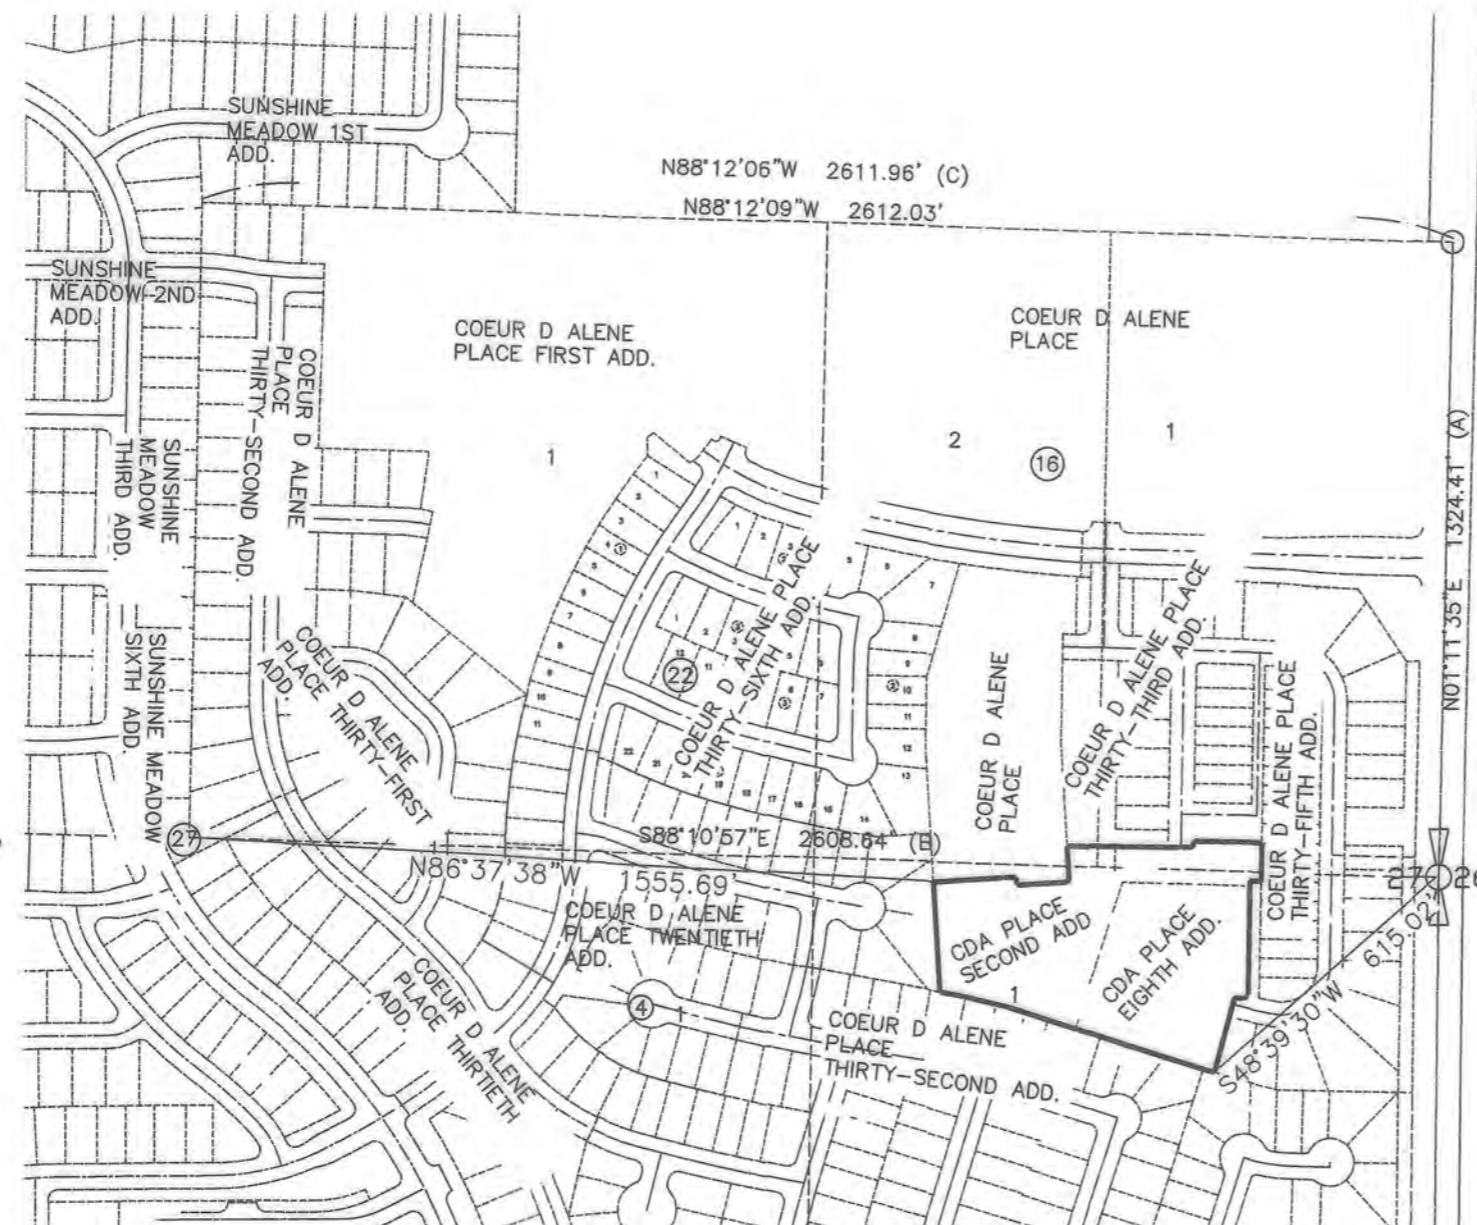 SUNSHINE
MEADOW 1ST
ADD.
N88°12'06"W 2611.96' (C)
N88°12'09"W 2612.03'
SUNSHINE
MEADOW 2ND
ADD.
COEUR D ALENE
PLACE FIRST ADD.
COEUR D ALENE
PLACE
COEUR D ALENE
PLACE
THIRTY-SECOND ADD.
SUNSHINE
MEADOW
THIRD ADD.
1
2
16
1
N01°11'35"E 1324.41' (A)
SUNSHINE MEADOW
SIXTH ADD.
COEUR D ALENE
PLACE THIRTY-FIRST
ADD.
22
COEUR D ALENE PLACE
THIRTY-SIXTH ADD.
COEUR D ALENE
PLACE
COEUR D ALENE PLACE
THIRTY-THIRD ADD.
COEUR D ALENE PLACE
THIRTY-FIFTH ADD.
27
S88°10'57"E 2608.64' (B)
N86°37'38"W 1555.69'
27 26
615.02'
S48°39'30"W
COEUR D ALENE
PLACE TWENTIETH
ADD.
CDA PLACE
SECOND ADD
CDA PLACE
EIGHTH ADD.
1
COEUR D ALENE
PLACE THIRTIETH
ADD.
4
1
COEUR D ALENE
PLACE
THIRTY-SECOND ADD.